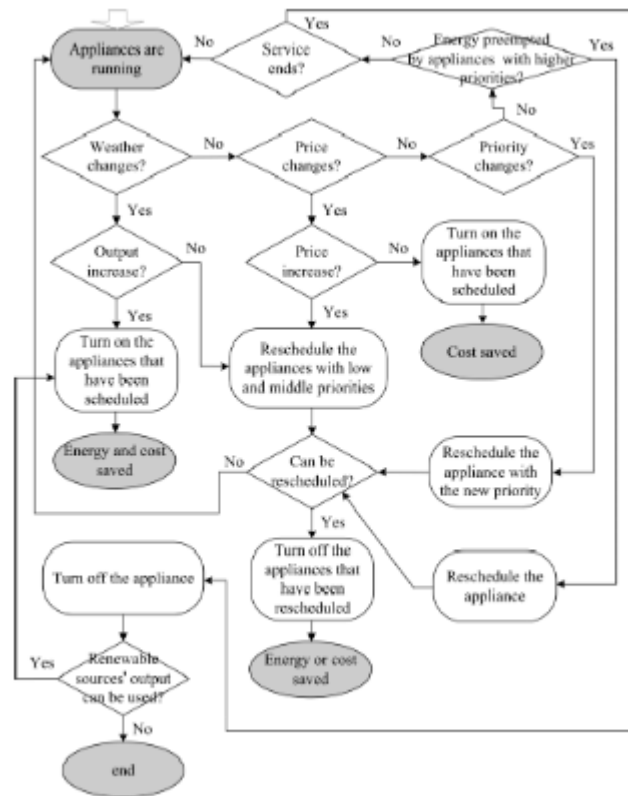 Yes
Appliances are
running
No
Service
ends?
No
Energy preempted
by appliances with higher
priorities?
Yes
No
Weather
changes?
No
Price
changes?
No
Priority
changes?
Yes
Yes
Yes
Output
increase?
No
Price
increase?
No
Turn on the
appliances that
have been
scheduled
Yes
Yes
Turn on the
appliances that
have been
scheduled
Reschedule the
appliances with low
and middle priorities
Cost saved
Energy and cost
saved
No
Can be
rescheduled?
Reschedule the
appliance with
the new priority
Yes
Turn off the appliance
Turn off the
appliances that
have been
rescheduled
Reschedule the
appliance
Yes
Renewable
sources' output
can be used?
Energy or cost
saved
No
end